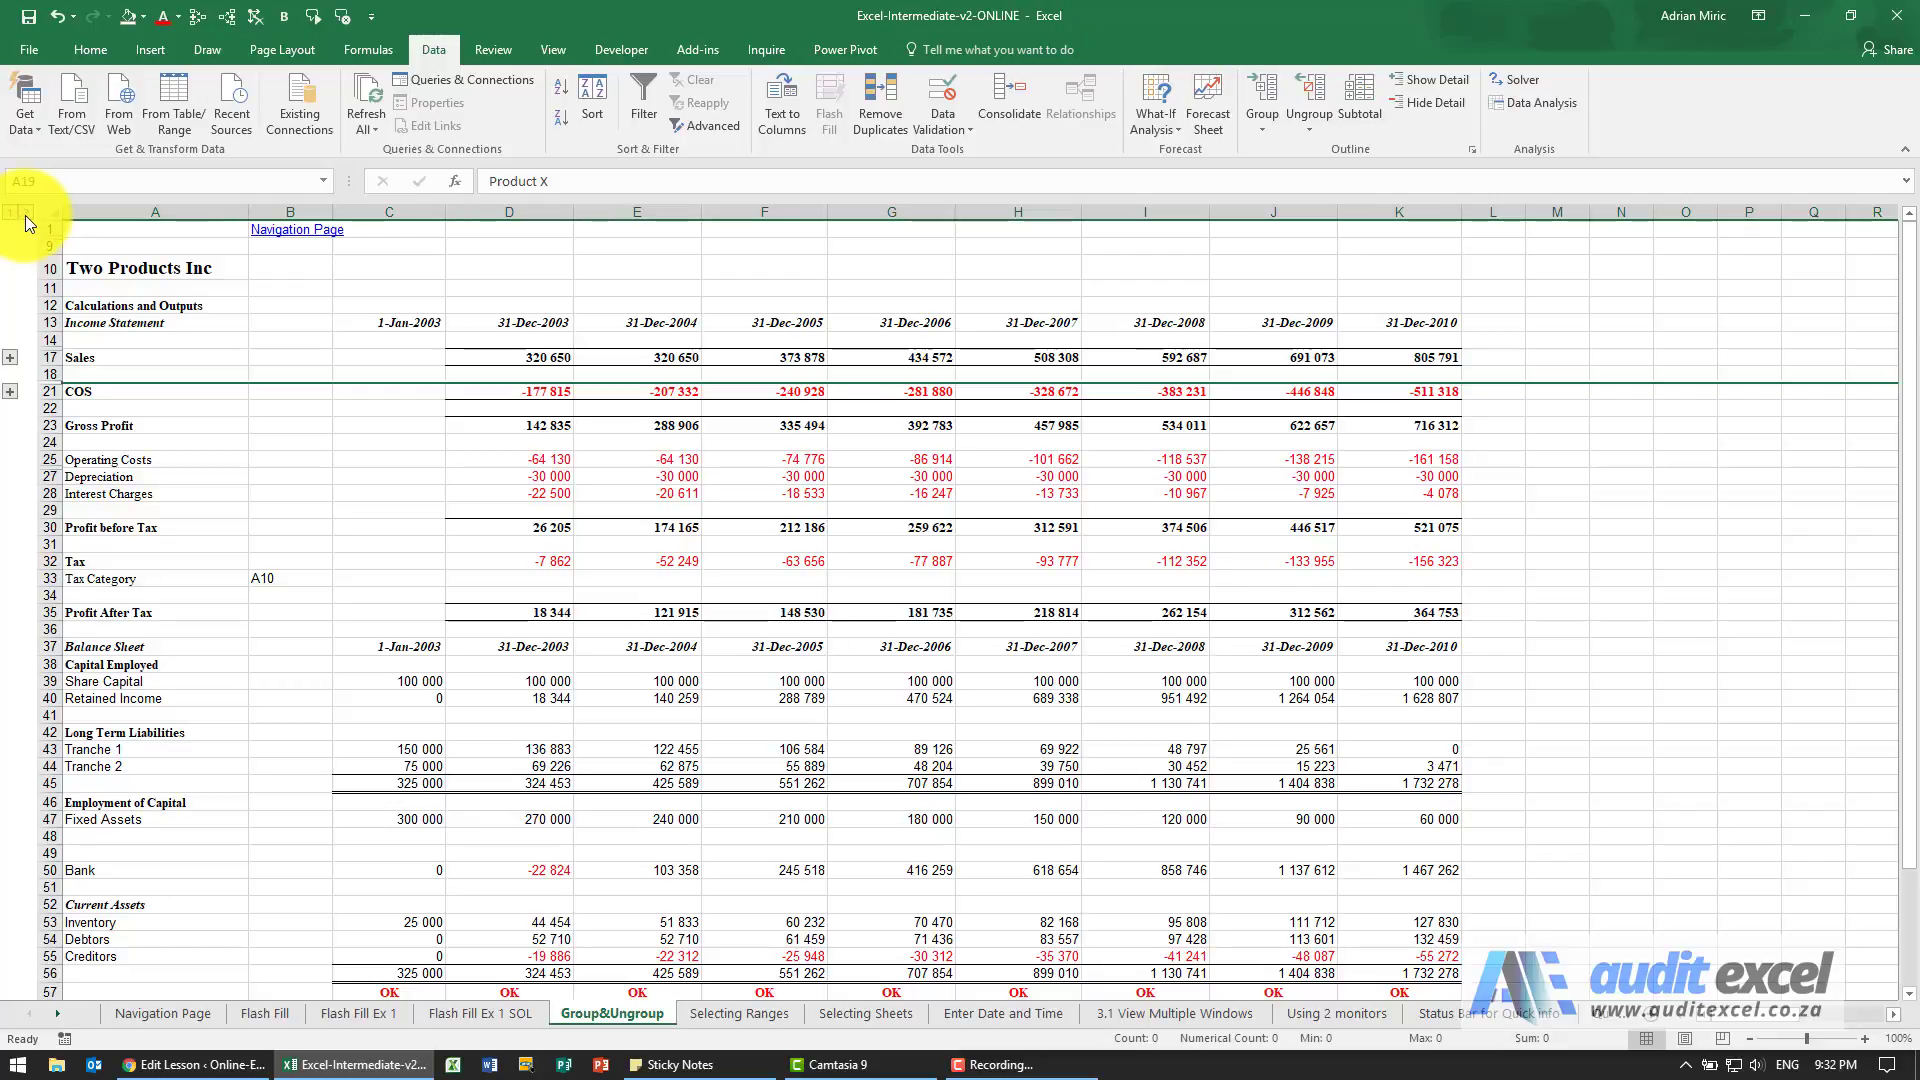 Excel-Intermediate-v2-ONLINE - Excel
Adrian Miric
File Home Insert Draw Page Layout Formulas Data Review View Developer Add-ins Inquire Power Pivot Tell me what you want to do Share
Get Data From Text/CSV From Web From Table/ Range Recent Sources Existing Connections
Refresh All Queries & Connections Properties Edit Links
Sort Filter Clear Reapply Advanced
Text to Columns Flash Fill Remove Duplicates Data Validation Consolidate Relationships
What-If Analysis Forecast Sheet Group Ungroup Subtotal Show Detail Hide Detail Solver Data Analysis
Get & Transform Data Queries & Connections Sort & Filter Data Tools Forecast Outline Analysis
A19 fx Product X
A B C D E F G H I J K L M N O P Q R
1 Navigation Page
9
10 Two Products Inc
11
12 Calculations and Outputs
13 Income Statement 1-Jan-2003 31-Dec-2003 31-Dec-2004 31-Dec-2005 31-Dec-2006 31-Dec-2007 31-Dec-2008 31-Dec-2009 31-Dec-2010
14
17 Sales 320 650 320 650 373 878 434 572 508 308 592 687 691 073 805 791
18
21 COS -177 815 -207 332 -240 928 -281 880 -328 672 -383 231 -446 848 -511 318
22
23 Gross Profit 142 835 288 906 335 494 392 783 457 985 534 011 622 657 716 312
24
25 Operating Costs -64 130 -64 130 -74 776 -86 914 -101 662 -118 537 -138 215 -161 158
27 Depreciation -30 000 -30 000 -30 000 -30 000 -30 000 -30 000 -30 000 -30 000
28 Interest Charges -22 500 -20 611 -18 533 -16 247 -13 733 -10 967 -7 925 -4 078
29
30 Profit before Tax 26 205 174 165 212 186 259 622 312 591 374 506 446 517 521 075
31
32 Tax -7 862 -52 249 -63 656 -77 887 -93 777 -112 352 -133 955 -156 323
33 Tax Category A10
34
35 Profit After Tax 18 344 121 915 148 530 181 735 218 814 262 154 312 562 364 753
36
37 Balance Sheet 1-Jan-2003 31-Dec-2003 31-Dec-2004 31-Dec-2005 31-Dec-2006 31-Dec-2007 31-Dec-2008 31-Dec-2009 31-Dec-2010
38 Capital Employed
39 Share Capital 100 000 100 000 100 000 100 000 100 000 100 000 100 000 100 000 100 000
40 Retained Income 0 18 344 140 259 288 789 470 524 689 338 951 492 1 264 054 1 628 807
41
42 Long Term Liabilities
43 Tranche 1 150 000 136 883 122 455 106 584 89 126 69 922 48 797 25 561 0
44 Tranche 2 75 000 69 226 62 875 55 889 48 204 39 750 30 452 15 223 3 471
45 325 000 324 453 425 589 551 262 707 854 899 010 1 130 741 1 404 838 1 732 278
46 Employment of Capital
47 Fixed Assets 300 000 270 000 240 000 210 000 180 000 150 000 120 000 90 000 60 000
48
49
50 Bank 0 -22 824 103 358 245 518 416 259 618 654 858 746 1 137 612 1 467 262
51
52 Current Assets
53 Inventory 25 000 44 454 51 833 60 232 70 470 82 168 95 808 111 712 127 830
54 Debtors 0 52 710 52 710 61 459 71 436 83 557 97 428 113 601 132 459
55 Creditors 0 -19 886 -22 312 -25 948 -30 312 -35 370 -41 241 -48 087 -55 272
56 325 000 324 453 425 589 551 262 707 854 899 010 1 130 741 1 404 838 1 732 278
57 OK OK OK OK OK OK OK OK OK
audit excel
www.auditexcel.co.za
Navigation Page Flash Fill Flash Fill Ex 1 Flash Fill Ex 1 SOL Group&Ungroup Selecting Ranges Selecting Sheets Enter Date and Time 3.1 View Multiple Windows Using 2 monitors Status Bar for Quick info
Ready Count: 0 Numerical Count: 0 Min: 0 Max: 0 Sum: 0 100%
Edit Lesson ‹ Online-E... Excel-Intermediate-v2... Sticky Notes Camtasia 9 Recording... ENG 9:32 PM